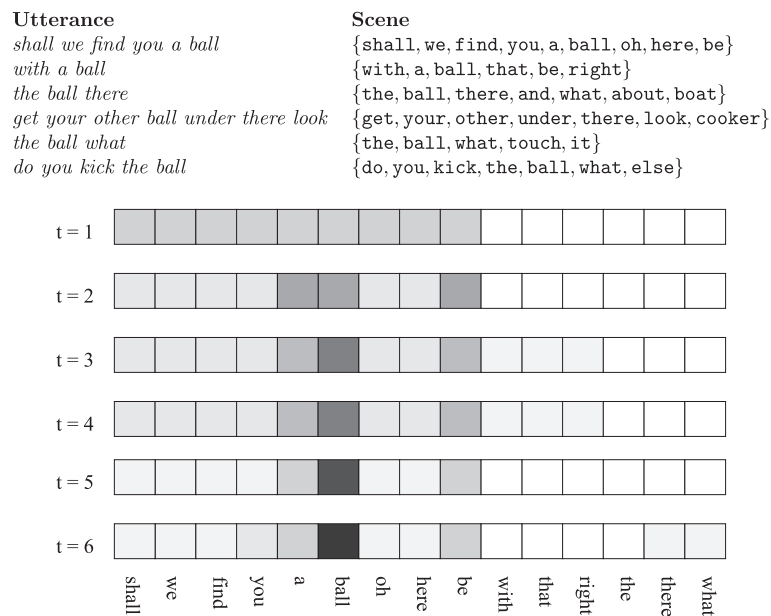 Utterance Scene
shall we find you a ball {shall, we, find, you, a, ball, oh, here, be}
with a ball {with, a, ball, that, be, right}
the ball there {the, ball, there, and, what, about, boat}
get your other ball under there look {get, your, other, under, there, look, cooker}
the ball what {the, ball, what, touch, it}
do you kick the ball {do, you, kick, the, ball, what, else}
t = 1
t = 2
t = 3
t = 4
t = 5
t = 6
shall we find you a ball oh here be with that right the there what